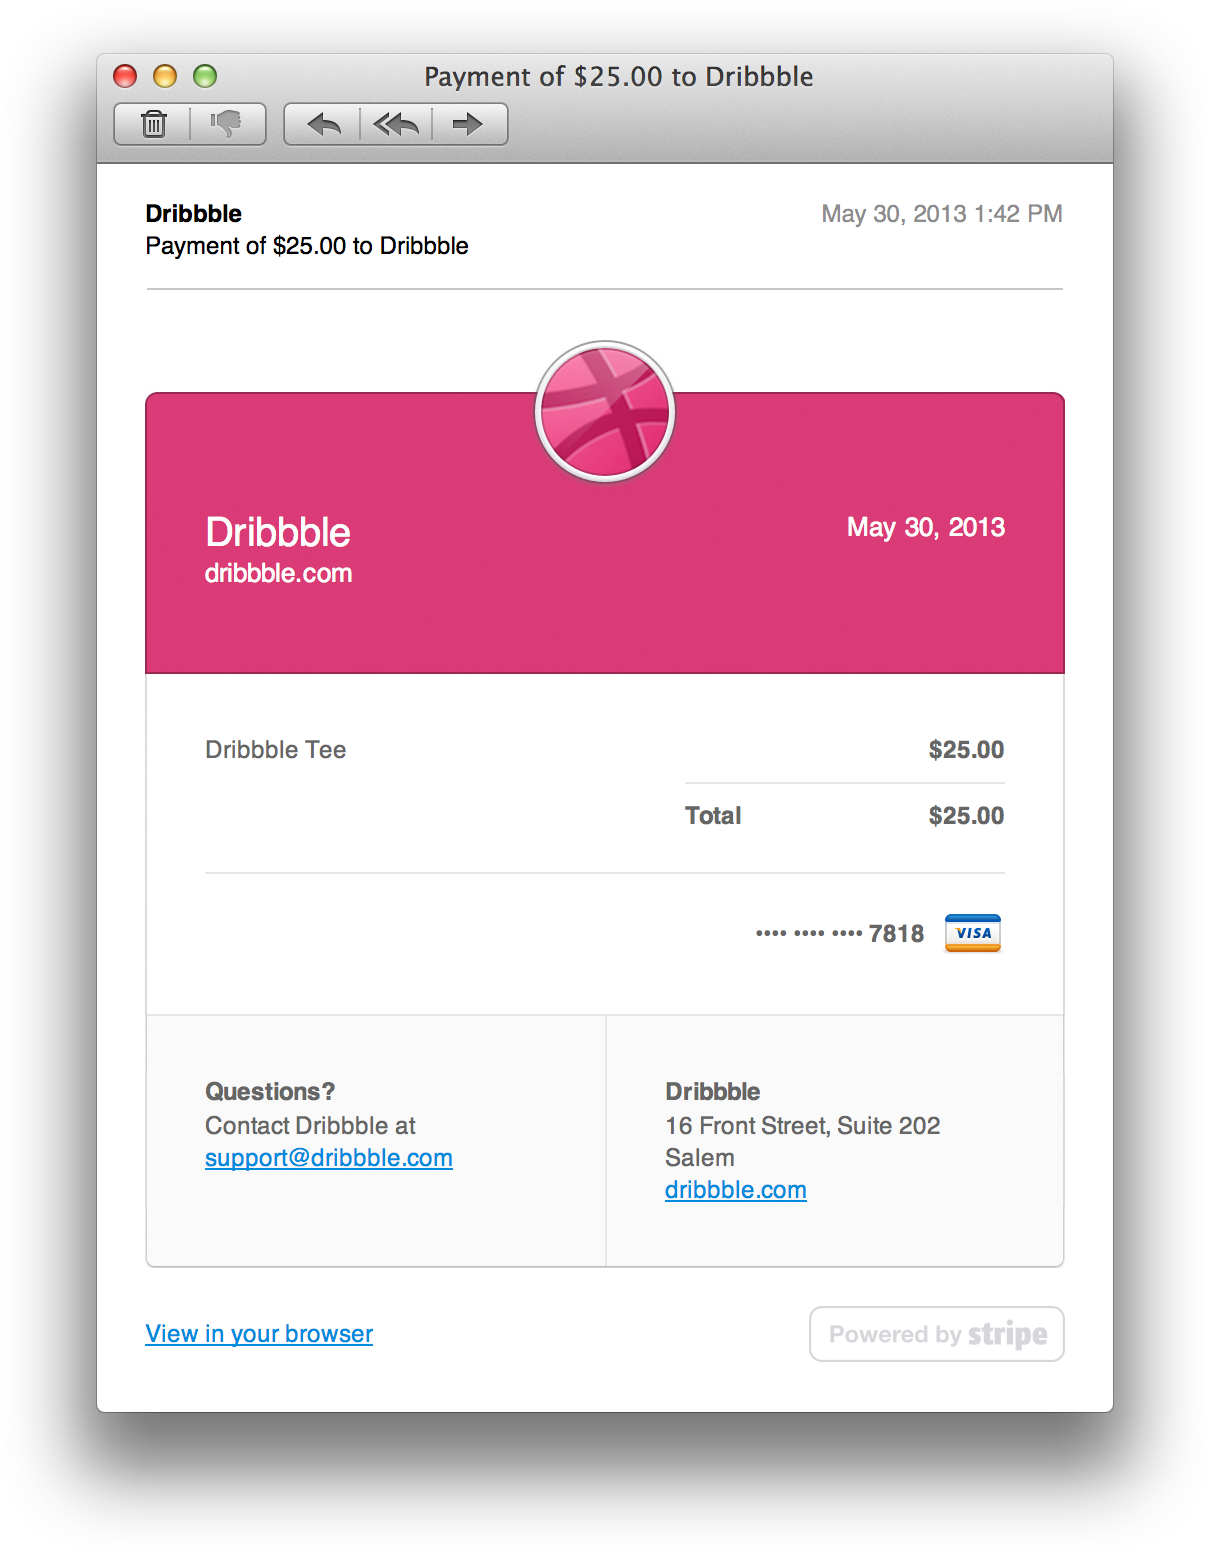 Payment of $25.00 to Dribbble
Dribbble
May 30, 2013 1:42 PM
Payment of $25.00 to Dribbble
Dribbble
May 30, 2013
dribbble.com
Dribbble Tee
$25.00
Total
$25.00
•••• •••• •••• 7818
VISA
Questions?
Contact Dribbble at
support@dribbble.com
Dribbble
16 Front Street, Suite 202
Salem
dribbble.com
View in your browser
Powered by stripe